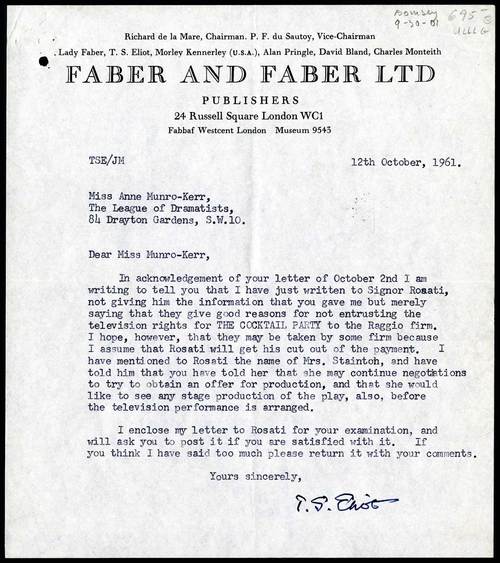 9-30-81
695-
Richard de la Mare, Chairman. P. F. du Sautoy, Vice-Chairman
Lady Faber, T. S. Eliot, Morley Kennerley (U.S.A.), Alan Pringle, David Bland, Charles Monteith
FABER AND FABER LTD
PUBLISHERS
24 Russell Square London WC1
Fabbaf Westcent London Museum 9543
TSE/JM 12th October, 1961.
Miss Anne Munro-Kerr,
The League of Dramatists,
84 Drayton Gardens, S.W.10.
Dear Miss Munro-Kerr,
In acknowledgement of your letter of October 2nd I am
writing to tell you that I have just written to Signor Rosati,
not giving him the information that you gave me but merely
saying that they give good reasons for not entrusting the
television rights for THE COCKTAIL PARTY to the Raggio firm.
I hope, however, that they may be taken by some firm because
I assume that Rosati will get his cut out of the payment. I
have mentioned to Rosati the name of Mrs. Stainton, and have
told him that you have told her that she may continue negotiations
to try to obtain an offer for production, and that she would
like to see any stage production of the play, also, before
the television performance is arranged.
I enclose my letter to Rosati for your examination, and
will ask you to post it if you are satisfied with it. If
you think I have said too much please return it with your comments.
Yours sincerely,
T. S. Eliot